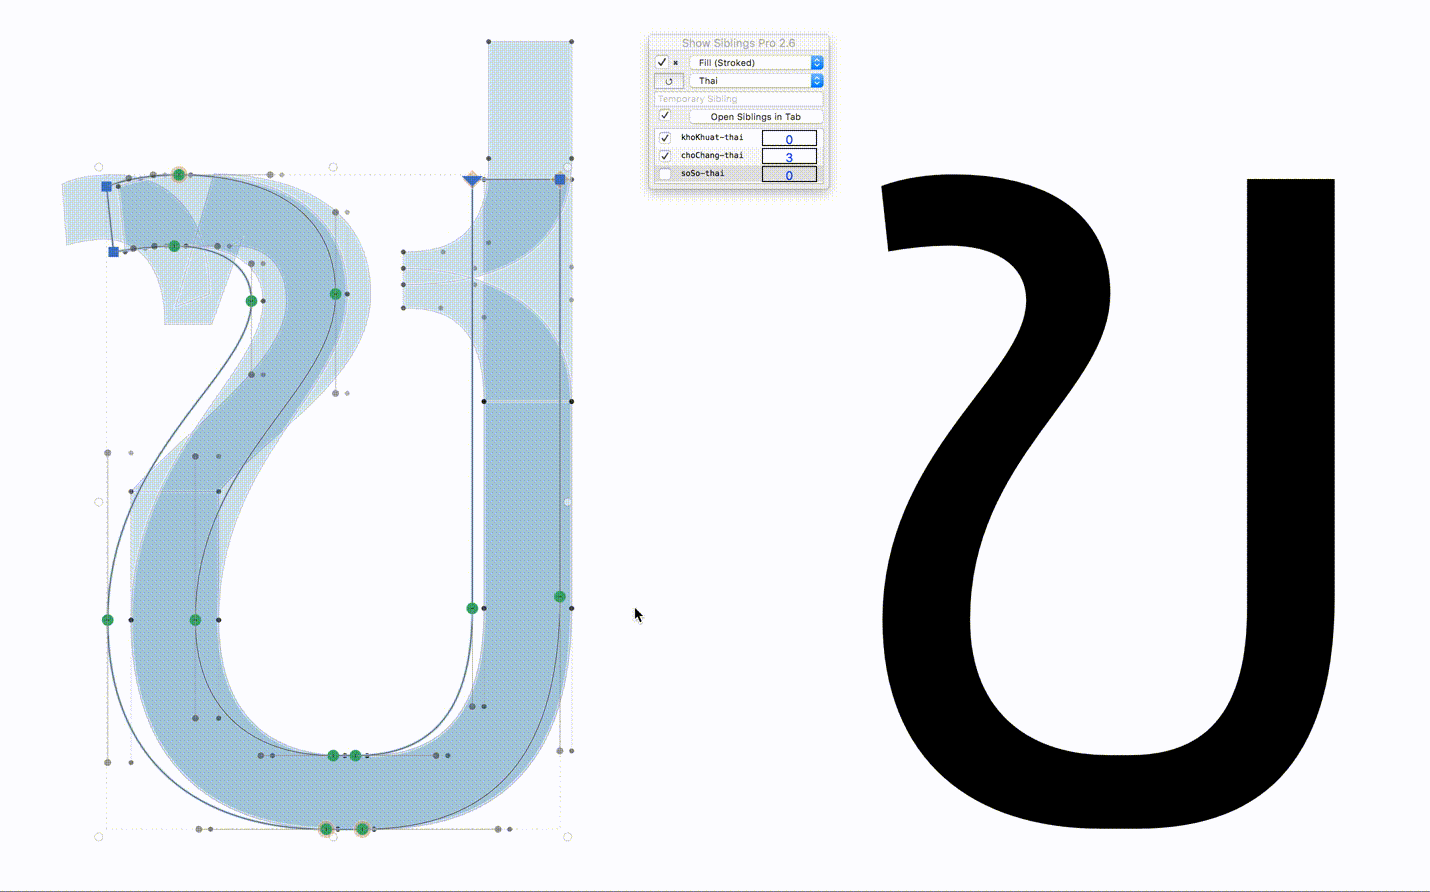 Show Siblings Pro 2.6
Fill (Stroked)
Thai
Temporary Sibling
Open Siblings in Tab
khoKhuat-thai 0
choChang-thai 3
soSo-thai 0
บ